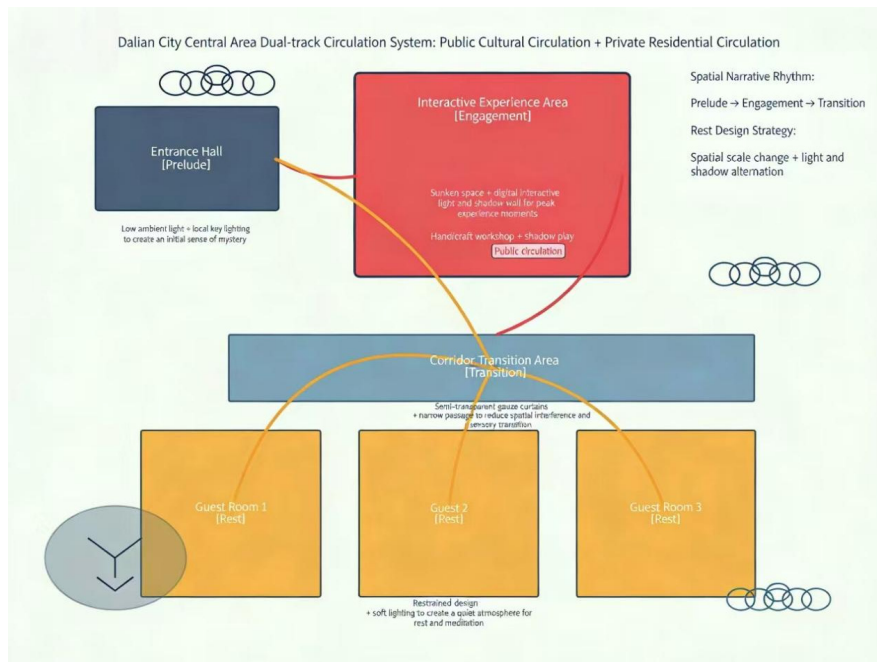 Dalian City Central Area Dual-track Circulation System: Public Cultural Circulation + Private Residential Circulation
Spatial Narrative Rhythm:
Prelude → Engagement → Transition
Rest Design Strategy:
Spatial scale change + light and
shadow alternation
Entrance Hall
[Prelude]
Low ambient light + local key lighting
to create an initial sense of mystery
Interactive Experience Area
[Engagement]
Sunken space + digital interactive
light and shadow wall for peak
experience moments
Handicraft workshop + shadow play
Public circulation
Corridor Transition Area
[Transition]
Semi-transparent gauze curtains
+ narrow passage to reduce spatial interference and
sensory transition
Guest Room 1
[Rest]
Guest 2
[Rest]
Guest Room 3
[Rest]
Restrained design
+ soft lighting to create a quiet atmosphere for
rest and meditation